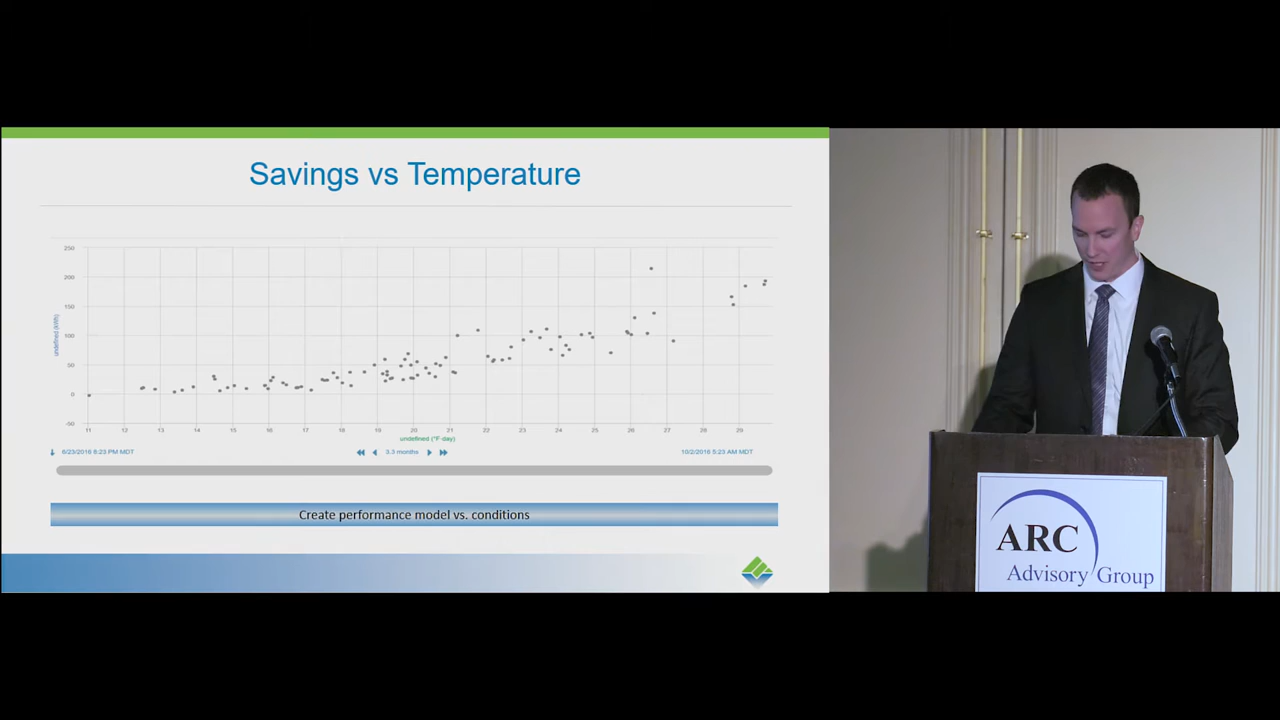 Savings vs Temperature
250
200
150
100
50
0
-50
undefined (kWh)
11 12 13 14 15 16 17 18 19 20 21 22 23 24 25 26 27 28 29
undefined (°F·day)
6/23/2016 6:23 PM MDT 3.3 months 10/2/2016 5:23 AM MDT
Create performance model vs. conditions
ARC
Advisory Group